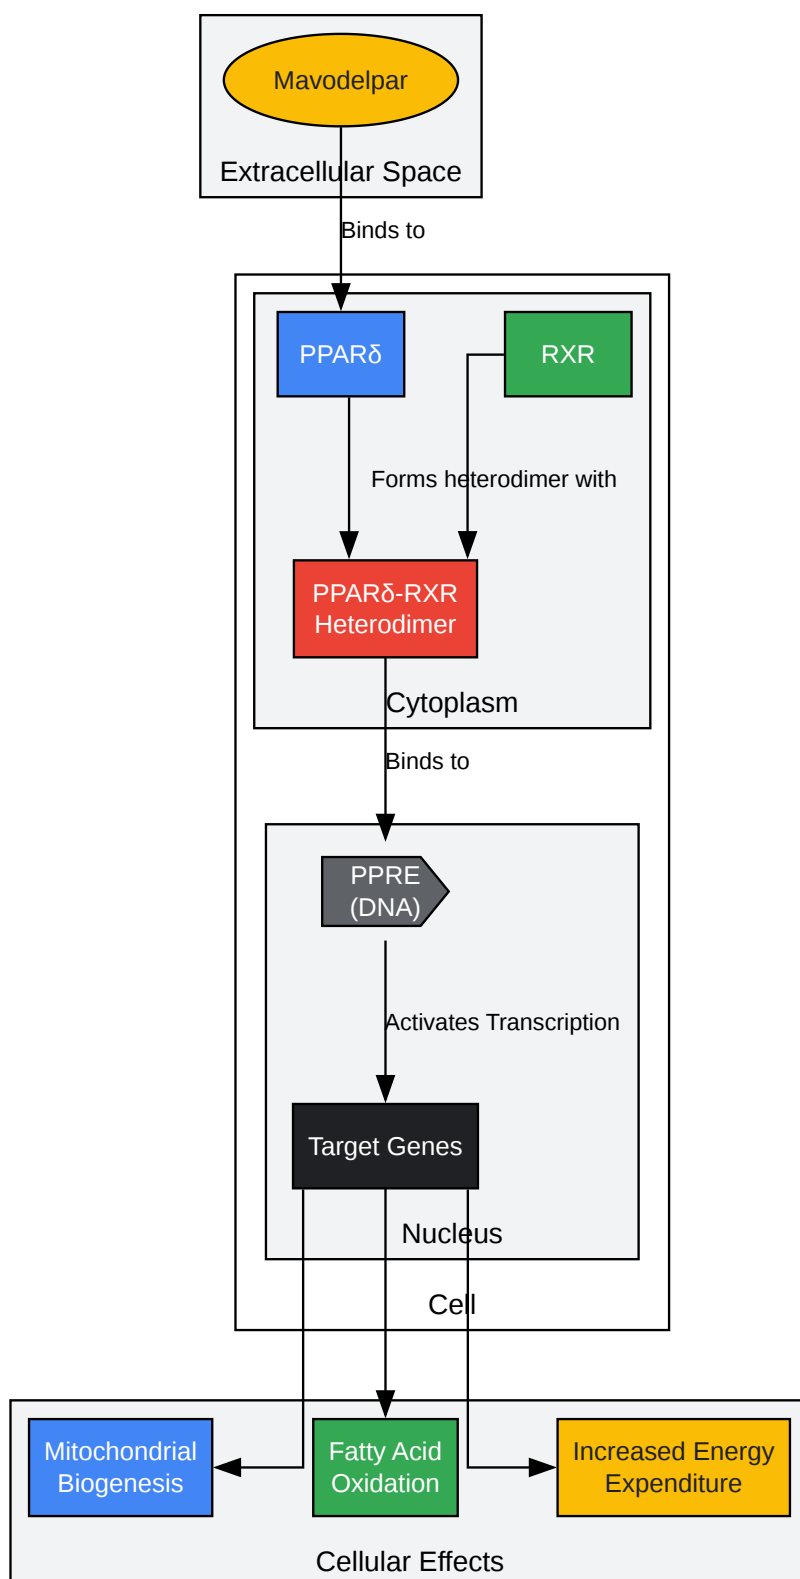 Mavodelpar
Extracellular Space
Binds to
PPARδ
RXR
Forms heterodimer with
PPARδ-RXR
Heterodimer
Cytoplasm
Binds to
PPRE
(DNA)
Activates Transcription
Target Genes
Nucleus
Cell
Mitochondrial
Biogenesis
Fatty Acid
Oxidation
Increased Energy
Expenditure
Cellular Effects